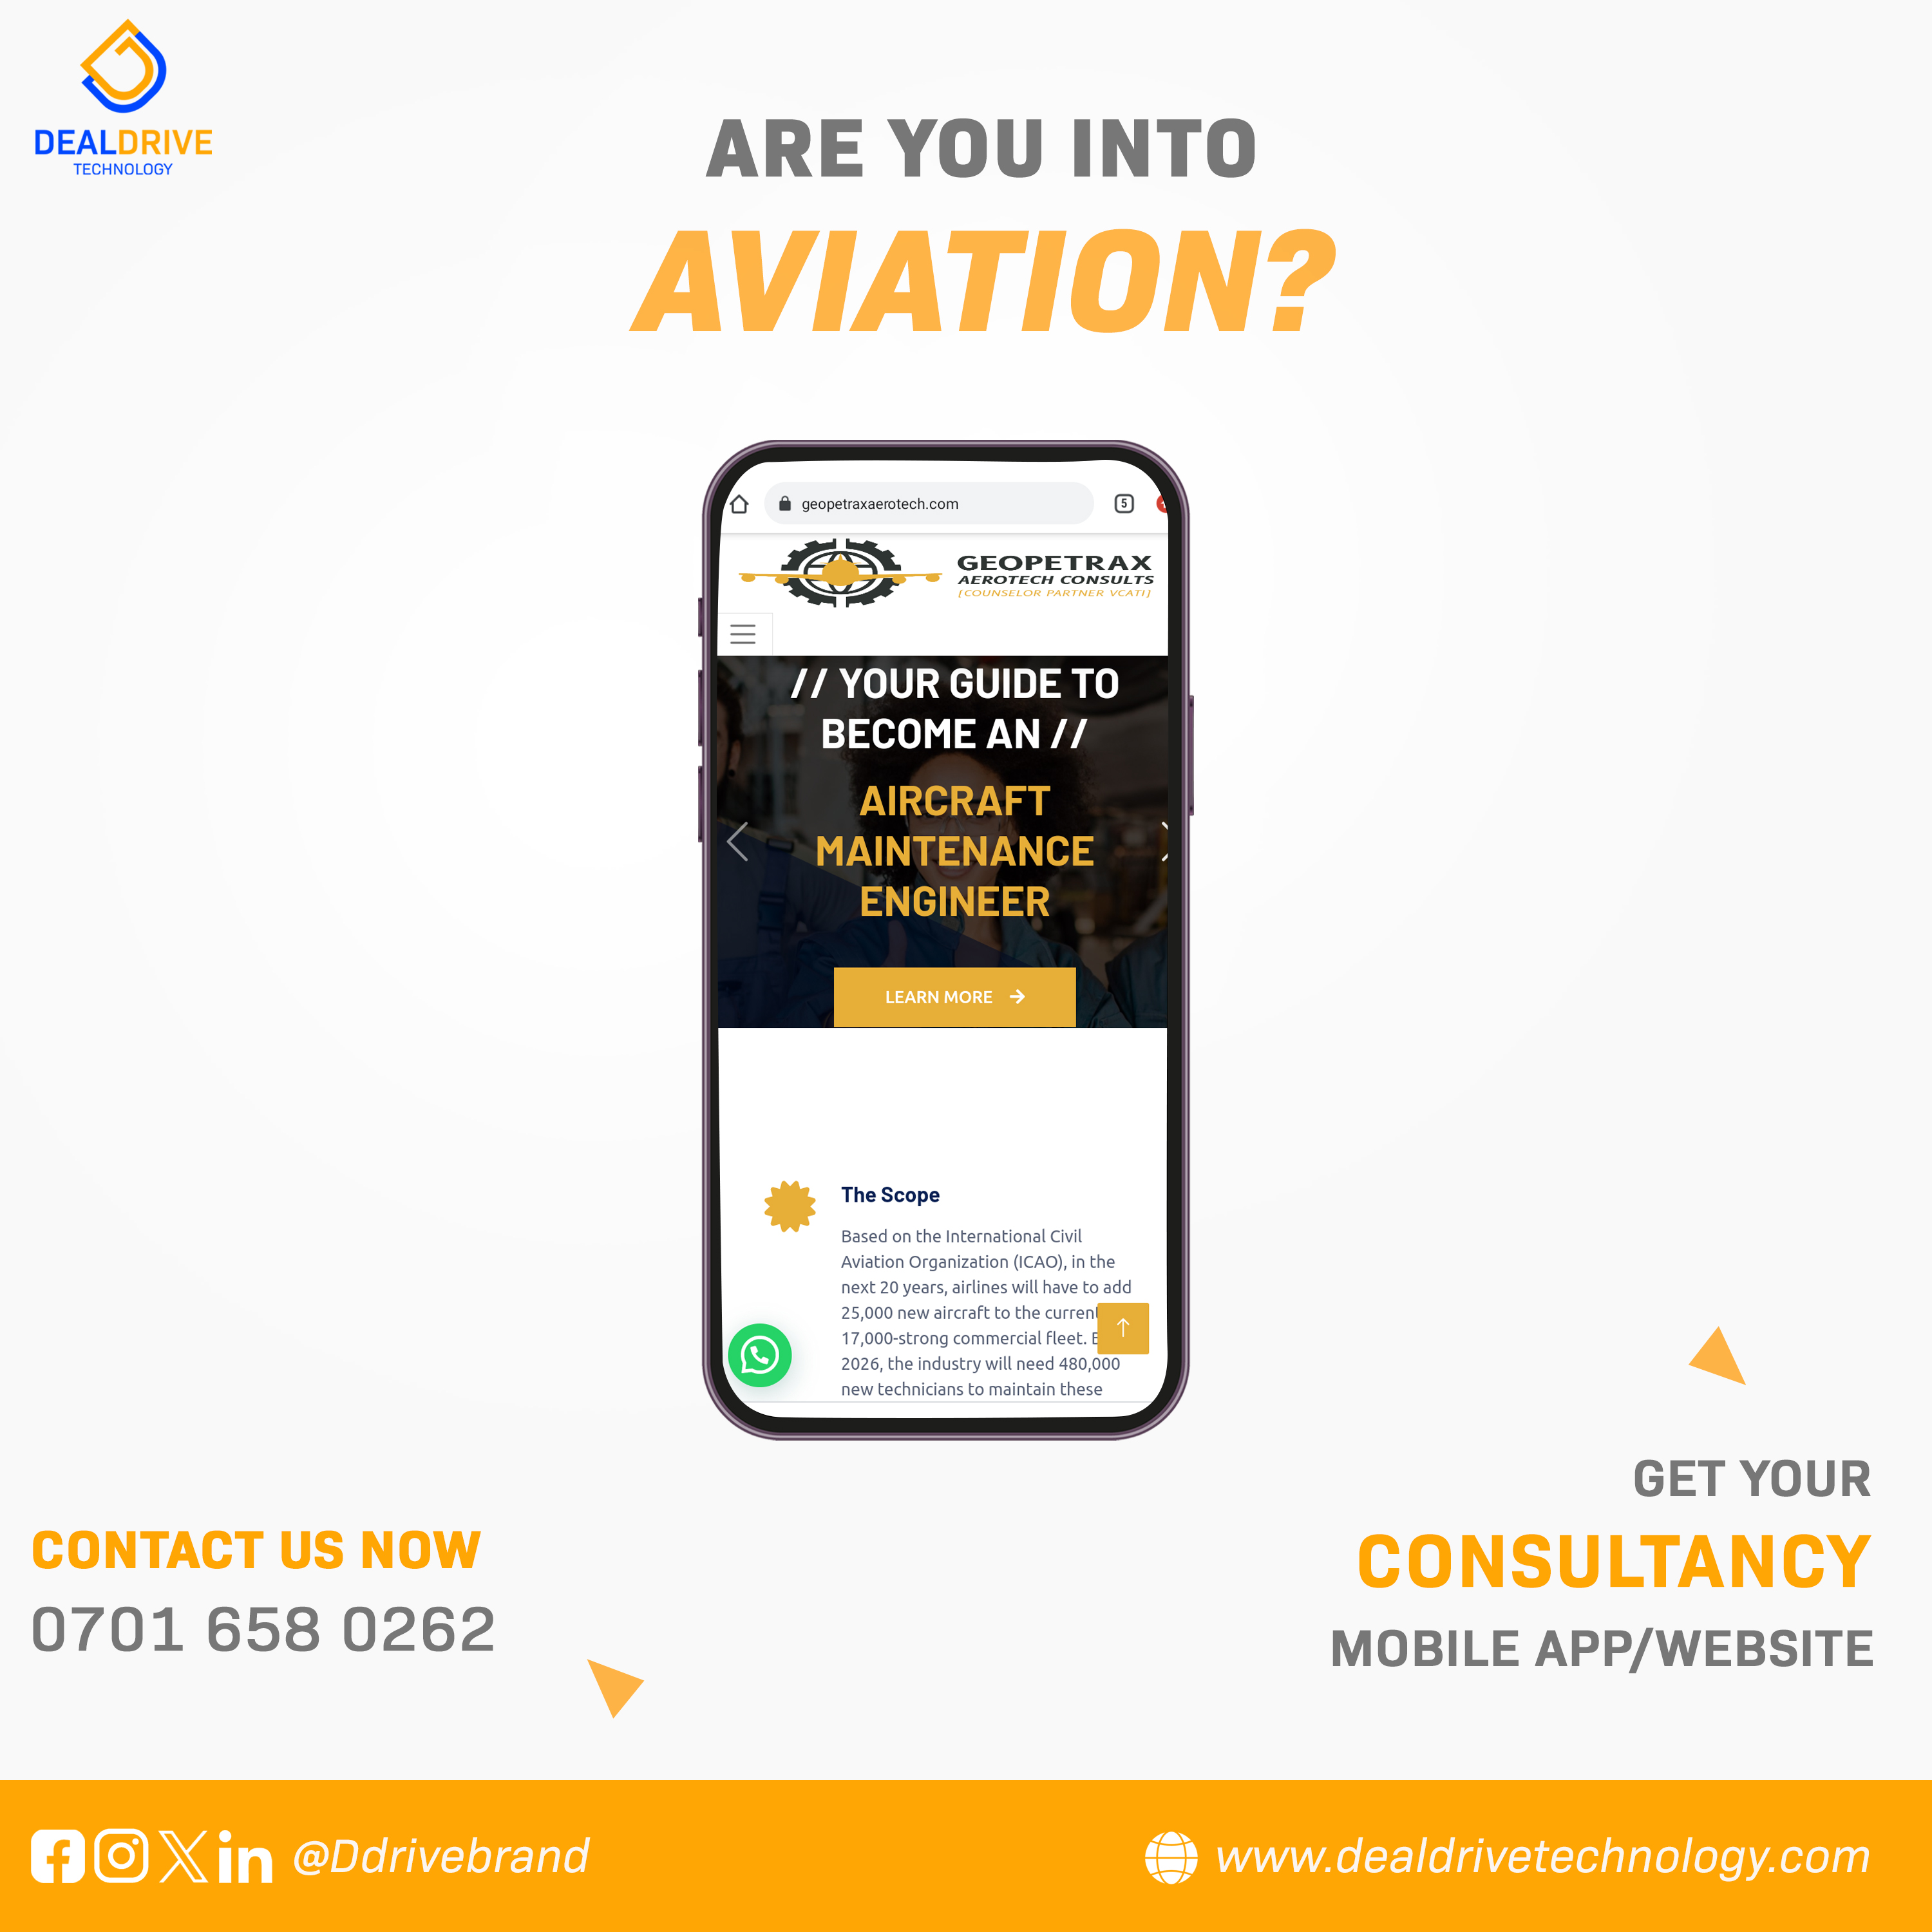 DEALDRIVE
TECHNOLOGY
ARE YOU INTO
AVIATION?
geopetraxaerotech.com
5
GEOPETRAX
AEROTECH CONSULTS
[COUNSELOR PARTNER VCATI]
// YOUR GUIDE TO
BECOME AN //
AIRCRAFT
MAINTENANCE
ENGINEER
LEARN MORE
The Scope
Based on the International Civil
Aviation Organization (ICAO), in the
next 20 years, airlines will have to add
25,000 new aircraft to the current
17,000-strong commercial fleet.
2026, the industry will need 480,000
new technicians to maintain these
CONTACT US NOW
0701 658 0262
GET YOUR
CONSULTANCY
MOBILE APP/WEBSITE
@Ddrivebrand
www.dealdrivetechnology.com